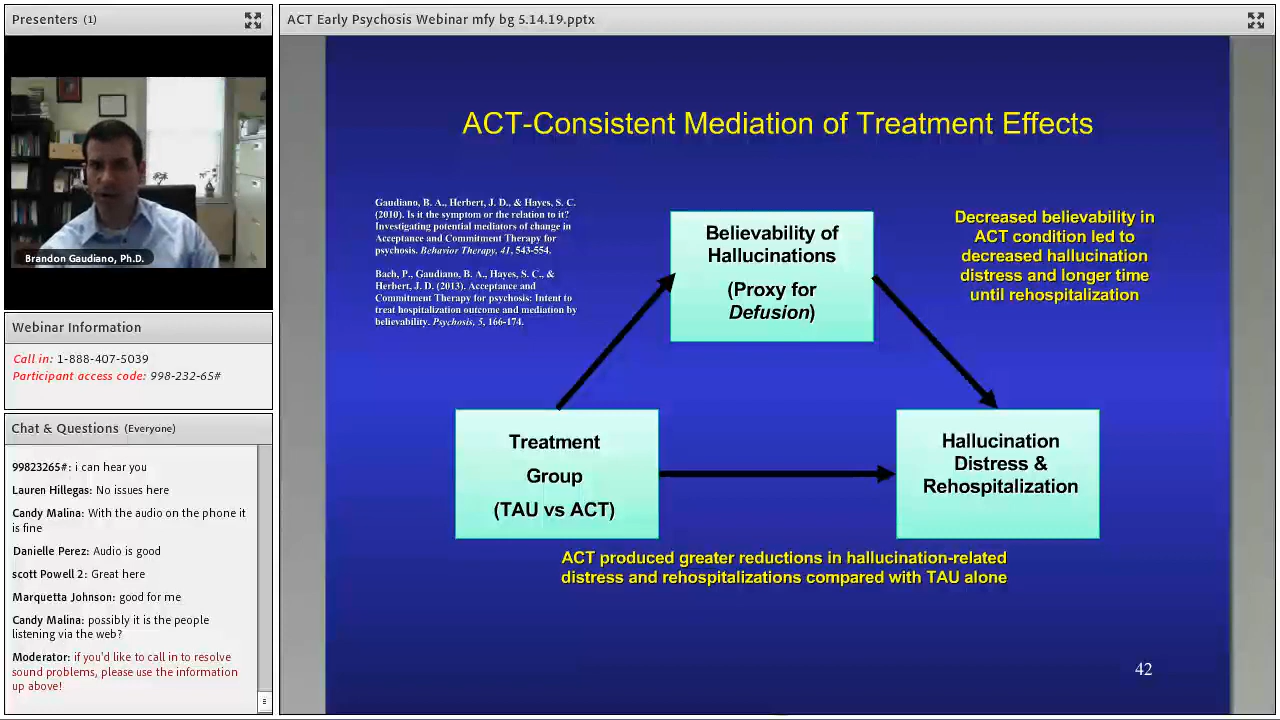 Presenters (1)
Brandon Gaudiano, Ph.D.
Webinar Information
Call in: 1-888-407-5039
Participant access code: 998-232-65#
Chat & Questions (Everyone)
99823265#: i can hear you
Lauren Hillegas: No issues here
Candy Malina: With the audio on the phone it
is fine
Danielle Perez: Audio is good
scott Powell 2: Great here
Marquetta Johnson: good for me
Candy Malina: possibly it is the people
listening via the web?
Moderator: if you'd like to call in to resolve
sound problems, please use the information
up above!
ACT Early Psychosis Webinar mfy bg 5.14.19.pptx
ACT-Consistent Mediation of Treatment Effects
Gaudiano, B. A., Herbert, J. D., & Hayes, S. C.
(2010). Is it the symptom or the relation to it?
Investigating potential mediators of change in
Acceptance and Commitment Therapy for
psychosis. Behavior Therapy, 41, 543-554.
Bach, P., Gaudiano, B. A., Hayes, S. C., &
Herbert, J. D. (2013). Acceptance and
Commitment Therapy for psychosis: Intent to
treat hospitalization outcome and mediation by
believability. Psychosis, 5, 166-174.
Believability of
Hallucinations
(Proxy for
Defusion)
Decreased believability in
ACT condition led to
decreased hallucination
distress and longer time
until rehospitalization
Treatment
Group
(TAU vs ACT)
Hallucination
Distress &
Rehospitalization
ACT produced greater reductions in hallucination-related
distress and rehospitalizations compared with TAU alone
42